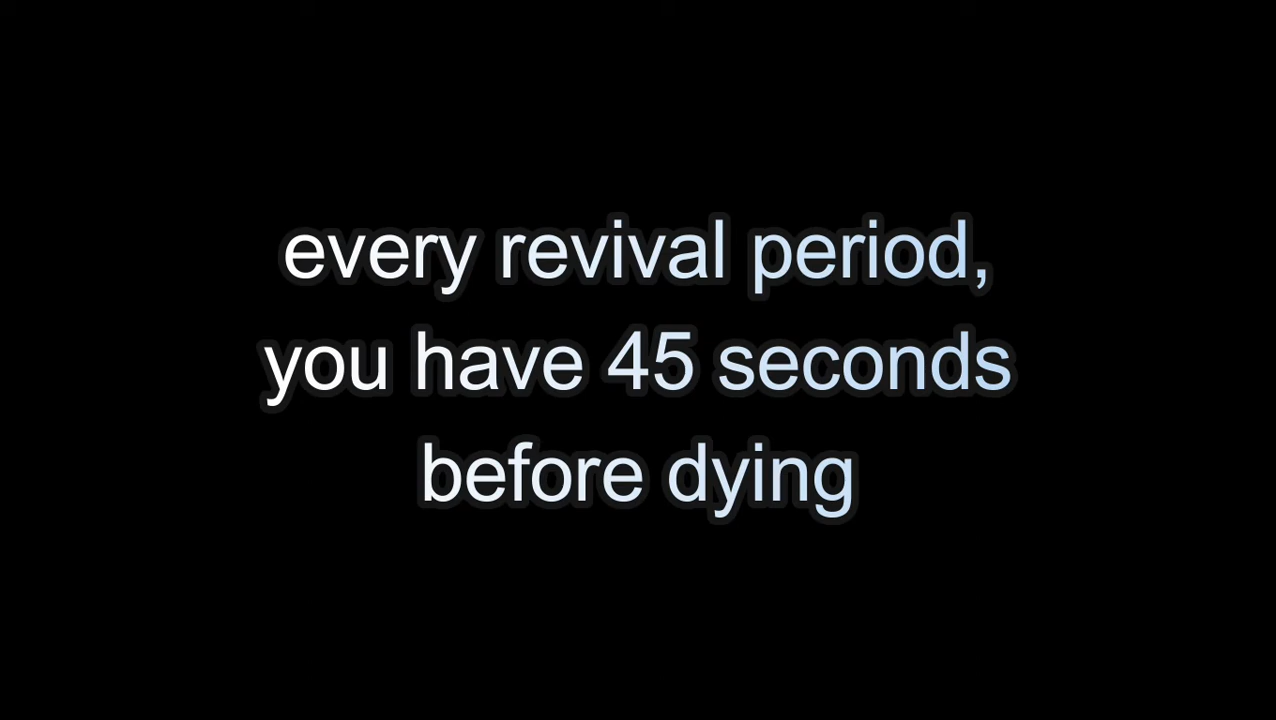 every revival period,
you have 45 seconds
before dying